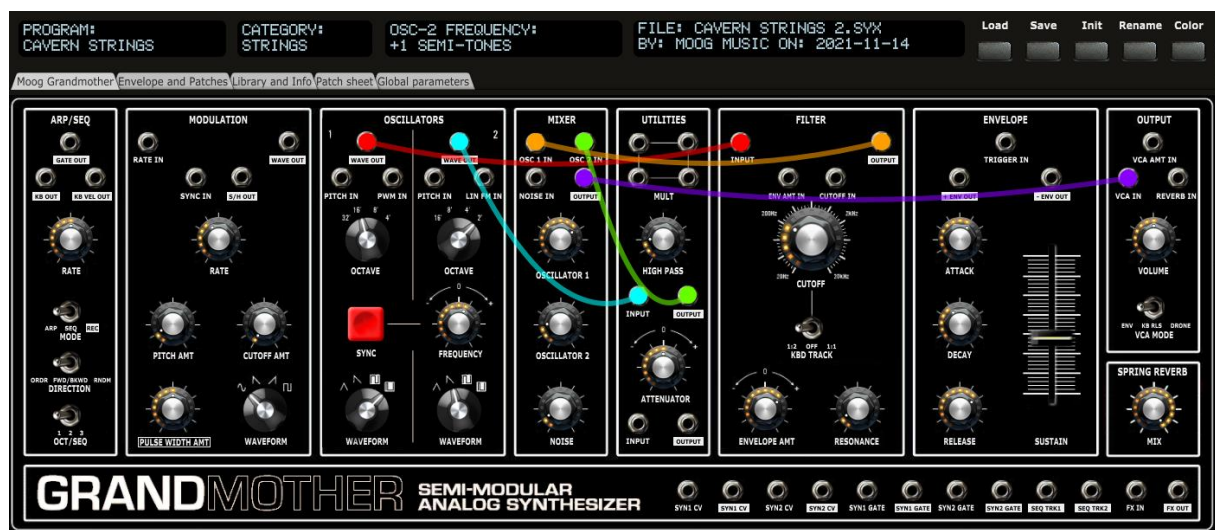 PROGRAM:
CAVERN STRINGS
CATEGORY:
STRINGS
OSC-2 FREQUENCY:
+1 SEMI-TONES
FILE: CAVERN STRINGS 2.SYX
BY: MOOG MUSIC ON: 2021-11-14
Load Save Init Rename Color
Moog Grandmother Envelope and Patches Library and Info Patch sheet Global parameters
ARP/SEQ
GATE OUT
KB OUT KB VEL OUT
RATE
ARP SEQ REC
MODE
ORDR FWD/BKWD RNDM
DIRECTION
1 2 3
OCT/SEQ
MODULATION
RATE IN WAVE OUT
SYNC IN S/H OUT
RATE
PITCH AMT CUTOFF AMT
PULSE WIDTH AMT WAVEFORM
OSCILLATORS
1 2
WAVE OUT WAVE OUT
PITCH IN PWM IN PITCH IN LIN FM IN
32' 16' 8' 4' 16' 8' 4' 2'
OCTAVE OCTAVE
0
- +
SYNC FREQUENCY
WAVEFORM WAVEFORM
MIXER
OSC 1 IN OSC 2 IN
NOISE IN OUTPUT
OSCILLATOR 1
OSCILLATOR 2
NOISE
UTILITIES
MULT
HIGH PASS
INPUT OUTPUT
0
- +
ATTENUATOR
INPUT OUTPUT
FILTER
INPUT OUTPUT
ENV AMT IN CUTOFF IN
200Hz 2kHz
20Hz 20kHz
CUTOFF
1:2 OFF 1:1
KBD TRACK
0
- +
ENVELOPE AMT RESONANCE
ENVELOPE
TRIGGER IN
+ ENV OUT - ENV OUT
ATTACK
DECAY
RELEASE SUSTAIN
OUTPUT
VCA AMT IN
VCA IN REVERB IN
VOLUME
ENV KB RLS DRONE
VCA MODE
SPRING REVERB
MIX
GRANDMOTHER
SEMI-MODULAR
ANALOG SYNTHESIZER
SYN1 CV SYN1 CV SYN2 CV SYN2 CV SYN1 GATE SYN1 GATE SYN2 GATE SYN2 GATE SEQ TRK1 SEQ TRK2 FX IN FX OUT